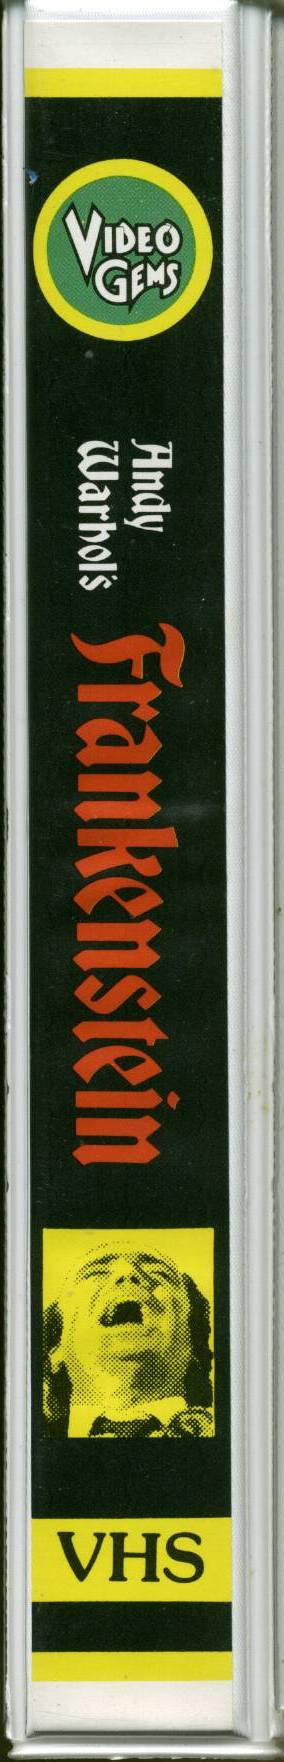 VIDEO
GEMS
Andy
Warhol's
Frankenstein
VHS